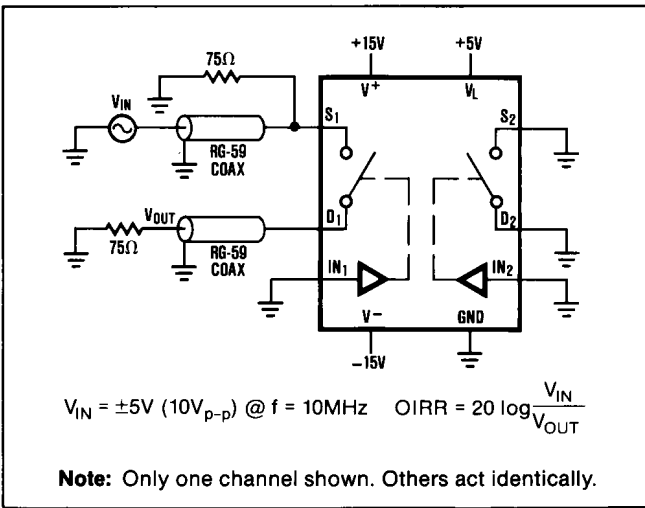 +15V
+5V
75Ω
V+
VL
VIN
S1
S2
RG-59
COAX
D1
D2
VOUT
75Ω
RG-59
COAX
IN1
IN2
V−
GND
−15V
VIN = ±5V (10Vp-p) @ f = 10MHz OIRR = 20 log VIN/VOUT
Note: Only one channel shown. Others act identically.